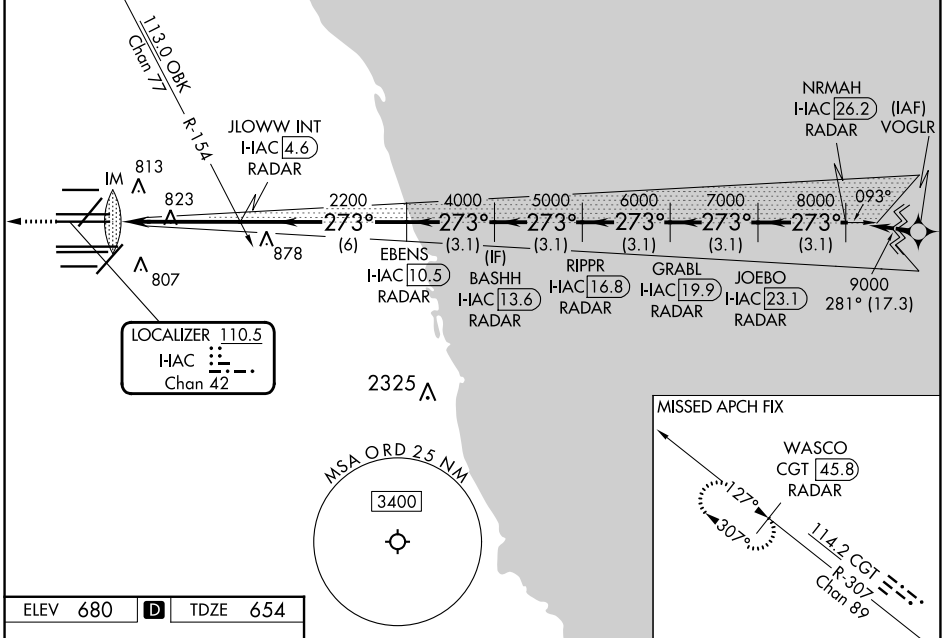 113.0 OBK
Chan 77
R-154
JLOWW INT
I-IAC 4.6
RADAR
NRMAH
I-IAC 26.2
RADAR
(IAF)
VOGLR
IM
813
823
878
807
2200
273°
(6)
4000
273°
(3.1)
5000
273°
(3.1)
6000
273°
(3.1)
7000
273°
(3.1)
8000
273°
(3.1)
093°
EBENS
I-IAC 10.5
RADAR
(IF)
BASHH
I-IAC 13.6
RADAR
RIPPR
I-IAC 16.8
RADAR
GRABL
I-IAC 19.9
RADAR
JOEBO
I-IAC 23.1
RADAR
9000
281° (17.3)
LOCALIZER 110.5
I-IAC
Chan 42
2325
MSA ORD 25 NM
3400
MISSED APCH FIX
WASCO
CGT 45.8
RADAR
127°
307°
114.2 CGT
R-307
Chan 89
ELEV 680 D TDZE 654